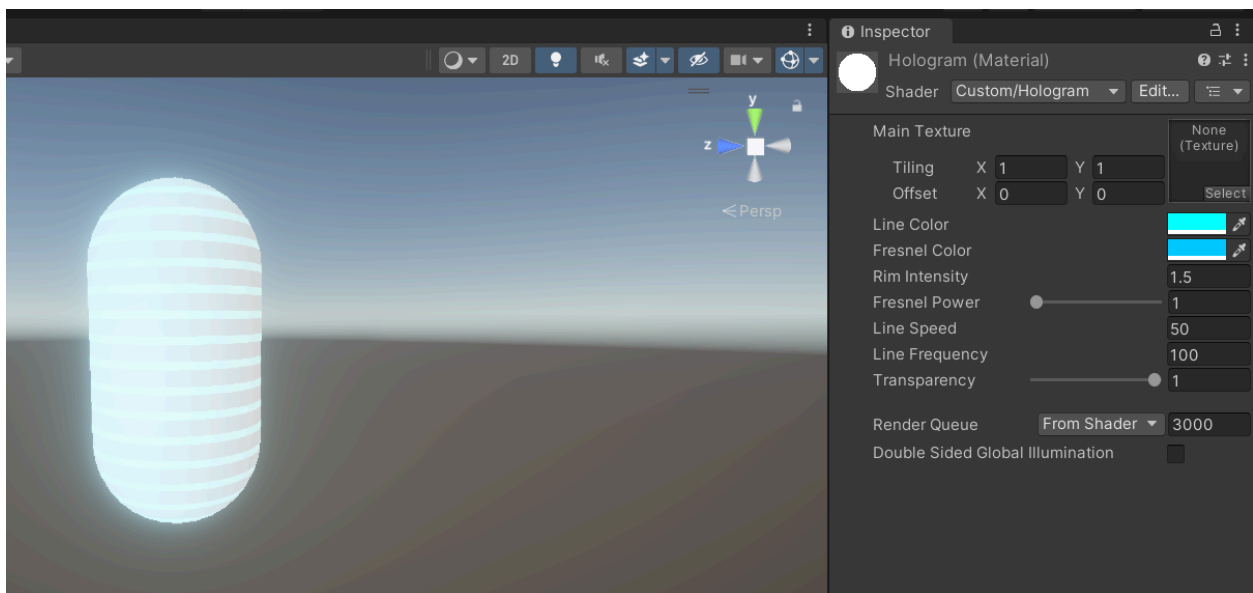 Inspector
2D
Hologram (Material)
Shader Custom/Hologram Edit...
y
z
Persp
Main Texture
None
(Texture)
Tiling X 1 Y 1
Offset X 0 Y 0
Select
Line Color
Fresnel Color
Rim Intensity 1.5
Fresnel Power 1
Line Speed 50
Line Frequency 100
Transparency 1
Render Queue From Shader 3000
Double Sided Global Illumination